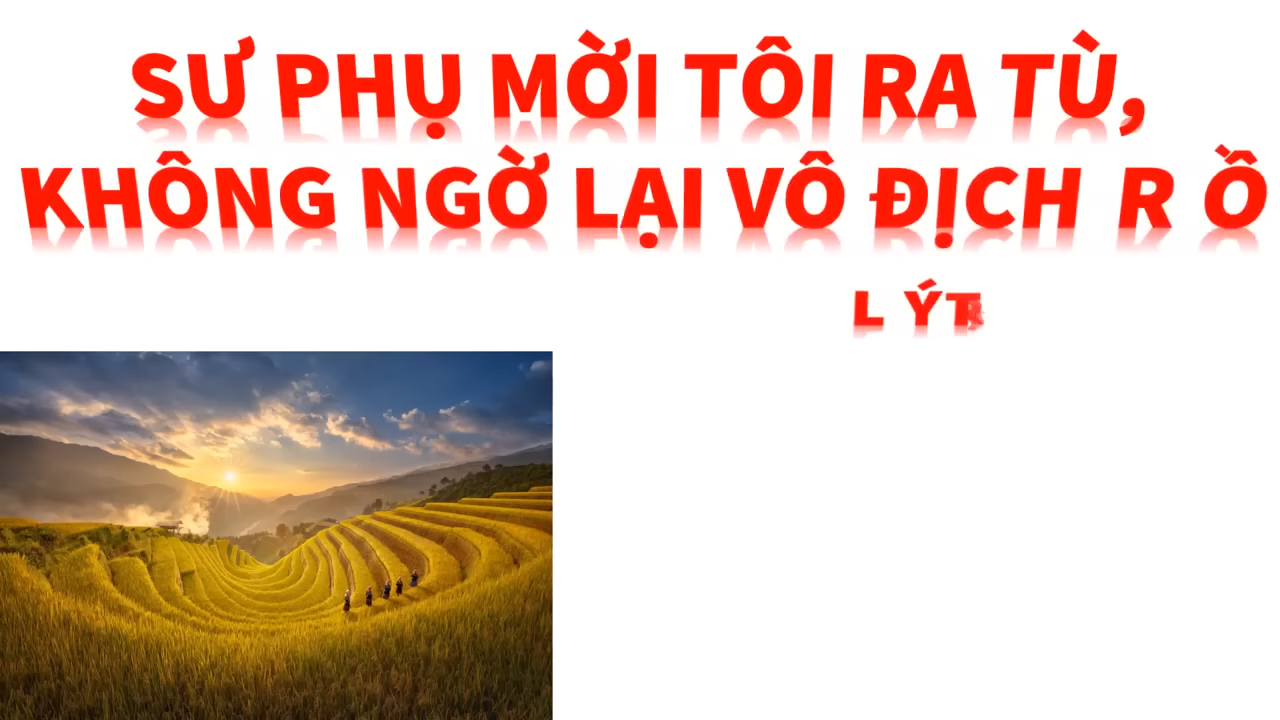 SƯ PHỤ MỜI TÔI RA TÙ,
KHÔNG NGỜ LẠI VÔ ĐỊCH R Ồ
L Ý